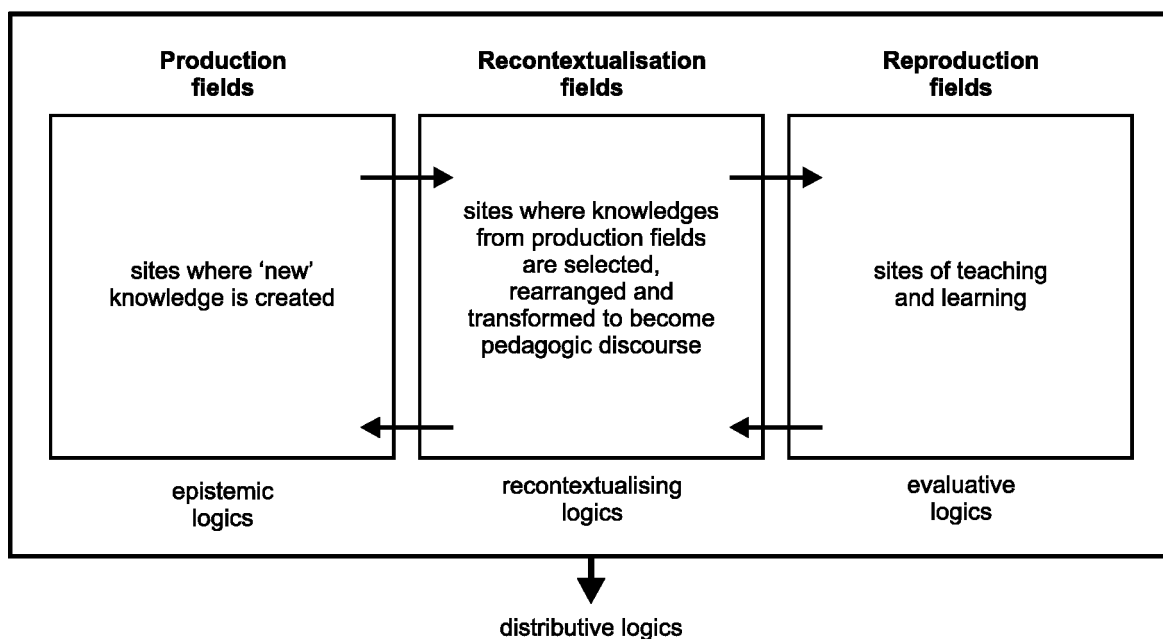 Production
fields
Recontextualisation
fields
Reproduction
fields
sites where ‘new’
knowledge is created
sites where knowledges
from production fields
are selected,
rearranged and
transformed to become
pedagogic discourse
sites of teaching
and learning
epistemic
logics
recontextualising
logics
evaluative
logics
distributive logics